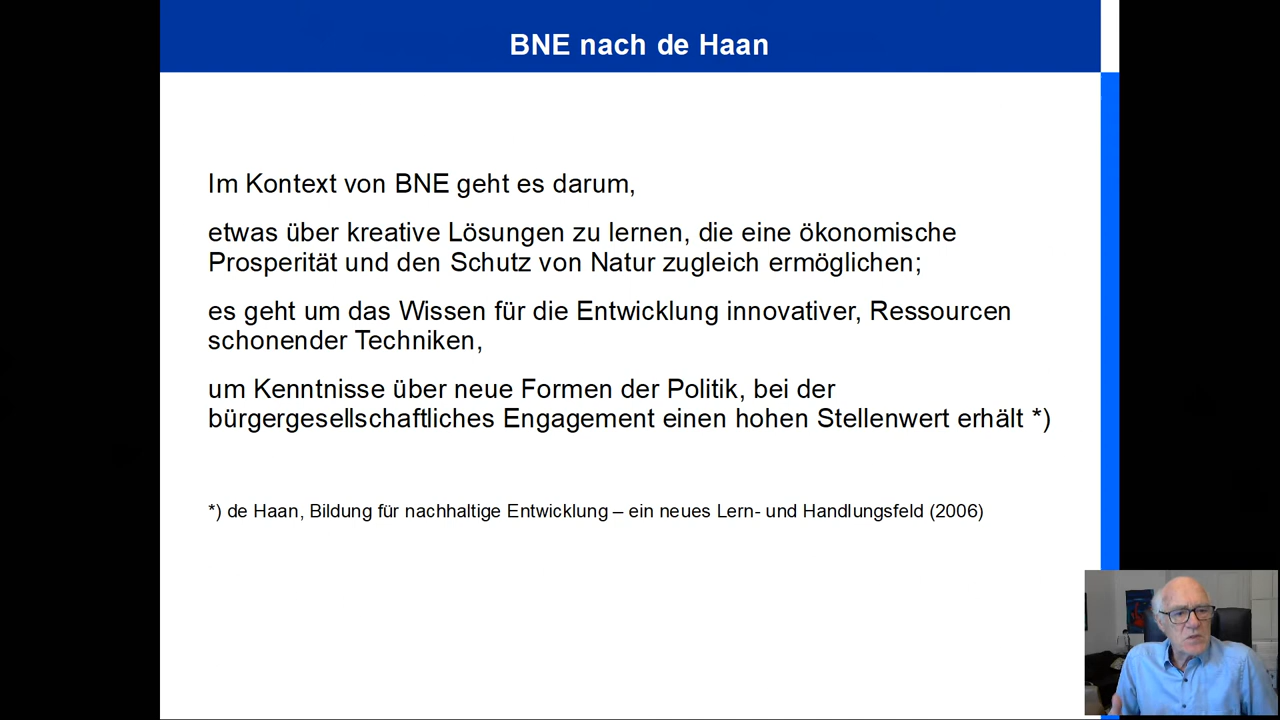 BNE nach de Haan
Im Kontext von BNE geht es darum,
etwas über kreative Lösungen zu lernen, die eine ökonomische
Prosperität und den Schutz von Natur zugleich ermöglichen;
es geht um das Wissen für die Entwicklung innovativer, Ressourcen
schonender Techniken,
um Kenntnisse über neue Formen der Politik, bei der
bürgergesellschaftliches Engagement einen hohen Stellenwert erhält *)
*) de Haan, Bildung für nachhaltige Entwicklung – ein neues Lern- und Handlungsfeld (2006)